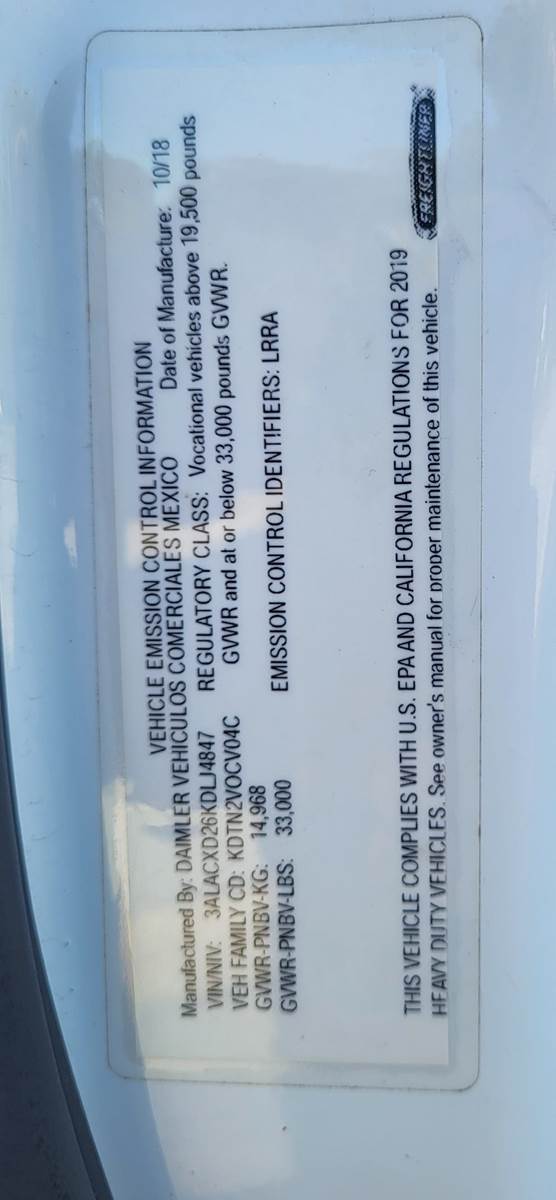 VEHICLE EMISSION CONTROL INFORMATION
Manufactured By: DAIMLER VEHICULOS COMERCIALES MEXICO Date of Manufacture: 10/18
VIN/NIV: 3ALACXD26KDLJ4847 REGULATORY CLASS: Vocational vehicles above 19,500 pounds
VEH FAMILY CD: KDTN2VOCV04C GVWR and at or below 33,000 pounds GVWR.
GVWR-PNBV-KG: 14,968
GVWR-PNBV-LBS: 33,000 EMISSION CONTROL IDENTIFIERS: LRRA
THIS VEHICLE COMPLIES WITH U.S. EPA AND CALIFORNIA REGULATIONS FOR 2019
HEAVY DUTY VEHICLES. See owner's manual for proper maintenance of this vehicle.
FREIGHTLINER